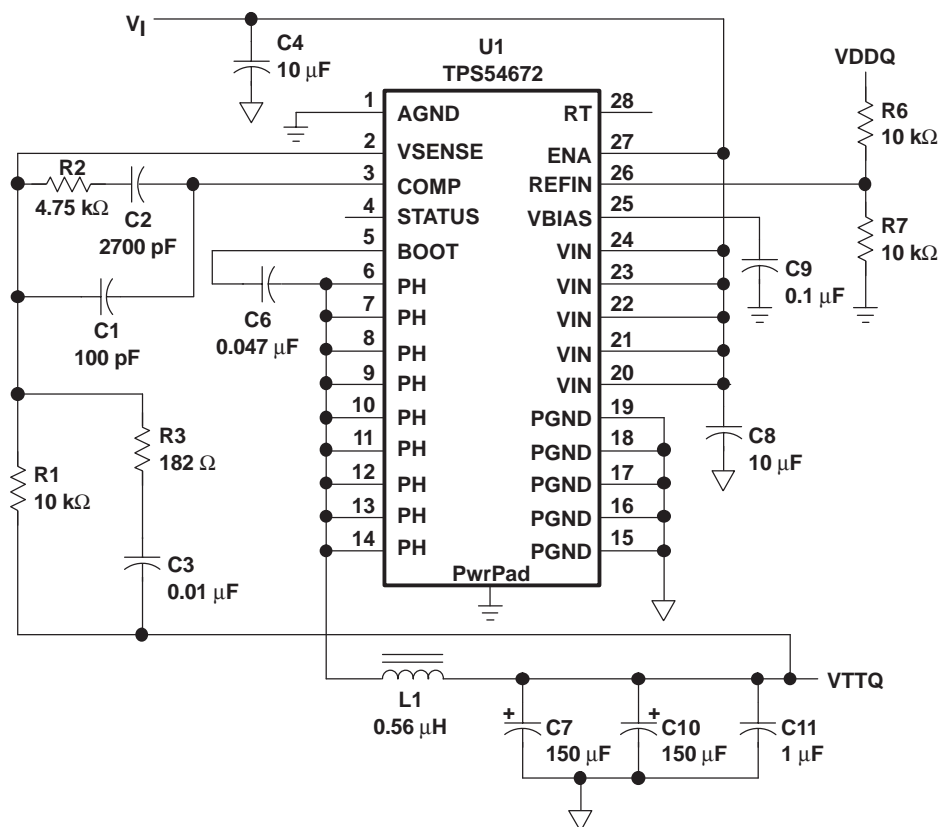 VI
C4
10 μF
U1
TPS54672
VDDQ
R6
10 kΩ
1
AGND
RT
28
2
VSENSE
ENA
27
R2
4.75 kΩ
C2
2700 pF
3
COMP
REFIN
26
4
STATUS
VBIAS
25
R7
10 kΩ
5
BOOT
VIN
24
C9
0.1 μF
6
PH
VIN
23
C6
0.047 μF
C1
100 pF
7
PH
VIN
22
8
PH
VIN
21
9
PH
VIN
20
10
PH
PGND
19
C8
10 μF
11
PH
PGND
18
R3
182 Ω
R1
10 kΩ
12
PH
PGND
17
13
PH
PGND
16
14
PH
PGND
15
C3
0.01 μF
PwrPad
L1
0.56 μH
VTTQ
+
C7
150 μF
+
C10
150 μF
C11
1 μF